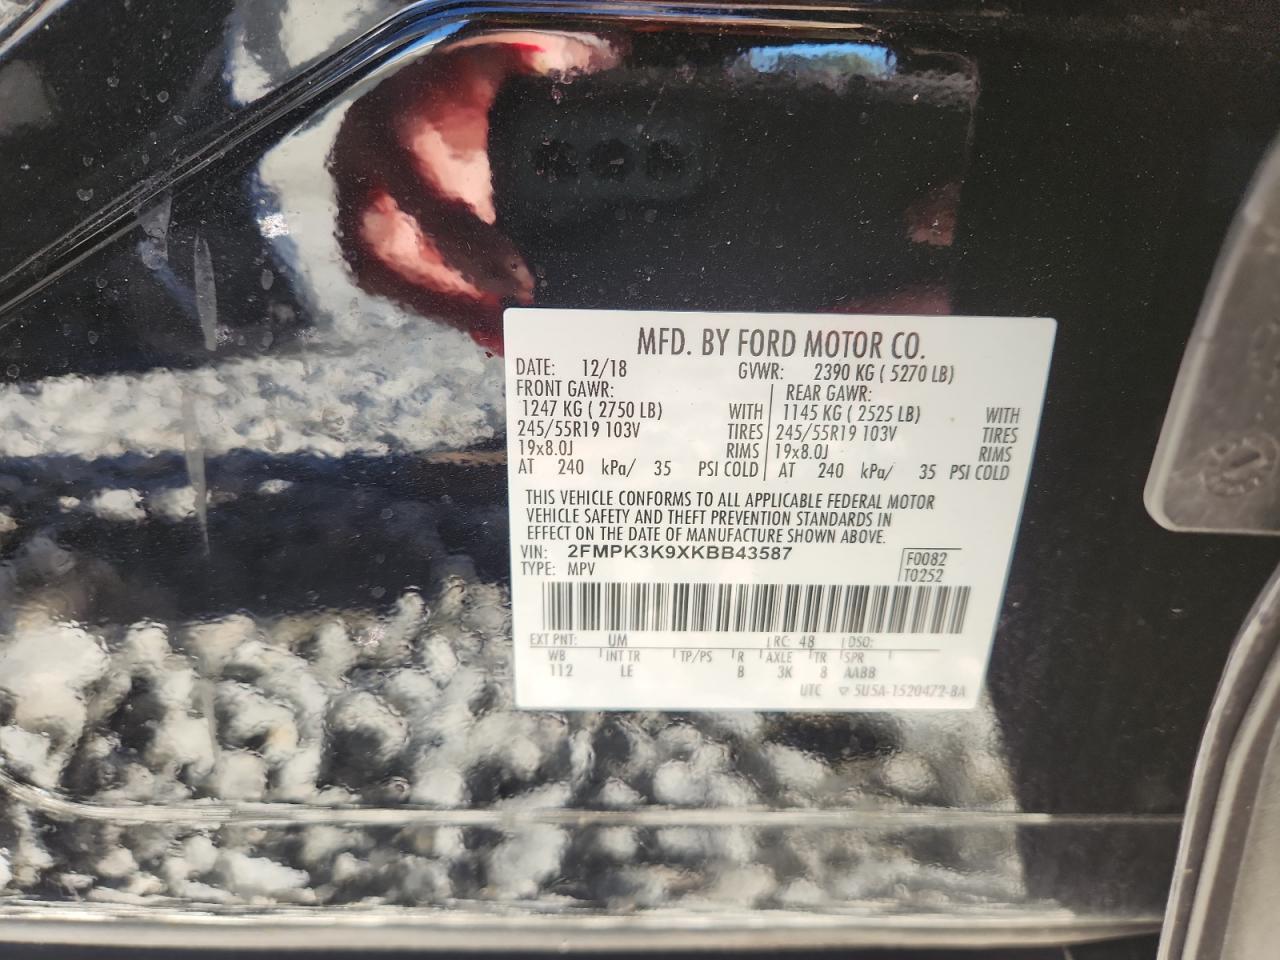 MFD. BY FORD MOTOR CO.
DATE: 12/18 GVWR: 2390 KG ( 5270 LB)
FRONT GAWR: REAR GAWR:
1247 KG ( 2750 LB) WITH 1145 KG ( 2525 LB) WITH
245/55R19 103V TIRES 245/55R19 103V TIRES
19x8.0J RIMS 19x8.0J RIMS
AT 240 kPa/ 35 PSI COLD AT 240 kPa/ 35 PSI COLD
THIS VEHICLE CONFORMS TO ALL APPLICABLE FEDERAL MOTOR
VEHICLE SAFETY AND THEFT PREVENTION STANDARDS IN
EFFECT ON THE DATE OF MANUFACTURE SHOWN ABOVE.
VIN: 2FMPK3K9XKBB43587 F0082
TYPE: MPV T0252
EXT PNT: UM RC: 48 DSO:
WB INT TR TP/PS R AXLE TR SPR
112 LE B 3K 8 AABB
UTC ▽ 5U5A-1520472-BA